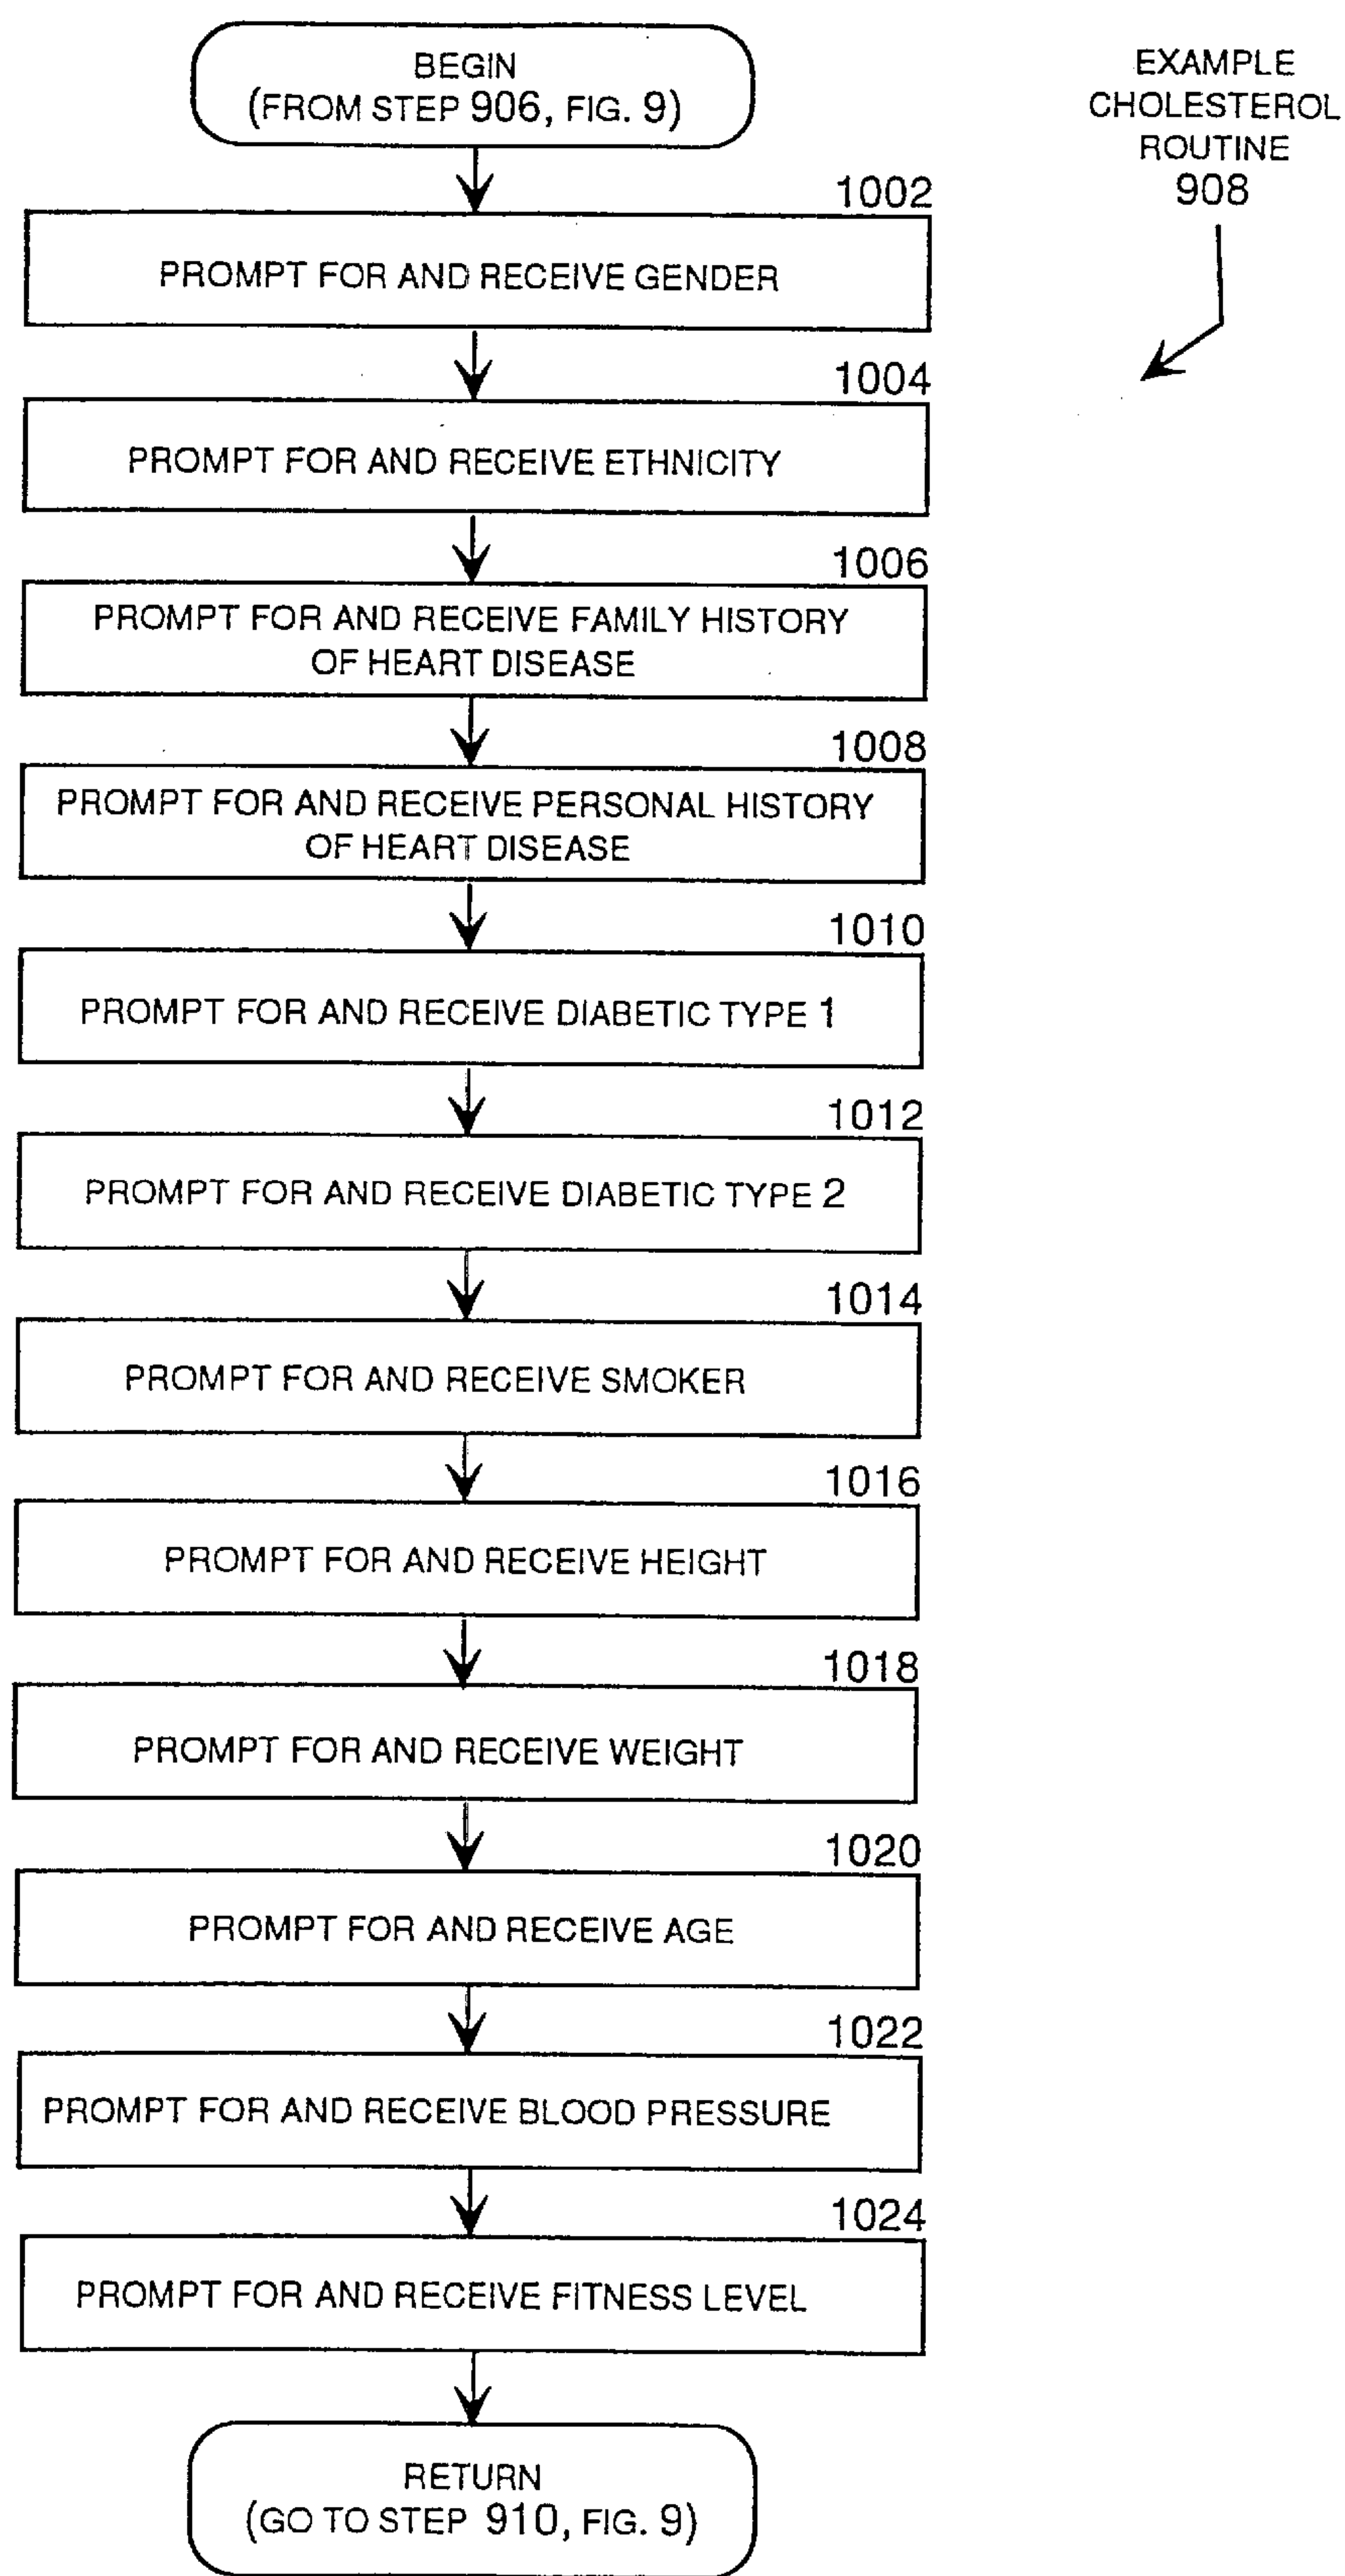 BEGIN
(FROM STEP 906, FIG. 9)
EXAMPLE
CHOLESTEROL
ROUTINE
908
1002
PROMPT FOR AND RECEIVE GENDER
1004
PROMPT FOR AND RECEIVE ETHNICITY
1006
PROMPT FOR AND RECEIVE FAMILY HISTORY
OF HEART DISEASE
1008
PROMPT FOR AND RECEIVE PERSONAL HISTORY
OF HEART DISEASE
1010
PROMPT FOR AND RECEIVE DIABETIC TYPE 1
1012
PROMPT FOR AND RECEIVE DIABETIC TYPE 2
1014
PROMPT FOR AND RECEIVE SMOKER
1016
PROMPT FOR AND RECEIVE HEIGHT
1018
PROMPT FOR AND RECEIVE WEIGHT
1020
PROMPT FOR AND RECEIVE AGE
1022
PROMPT FOR AND RECEIVE BLOOD PRESSURE
1024
PROMPT FOR AND RECEIVE FITNESS LEVEL
RETURN
(GO TO STEP 910, FIG. 9)